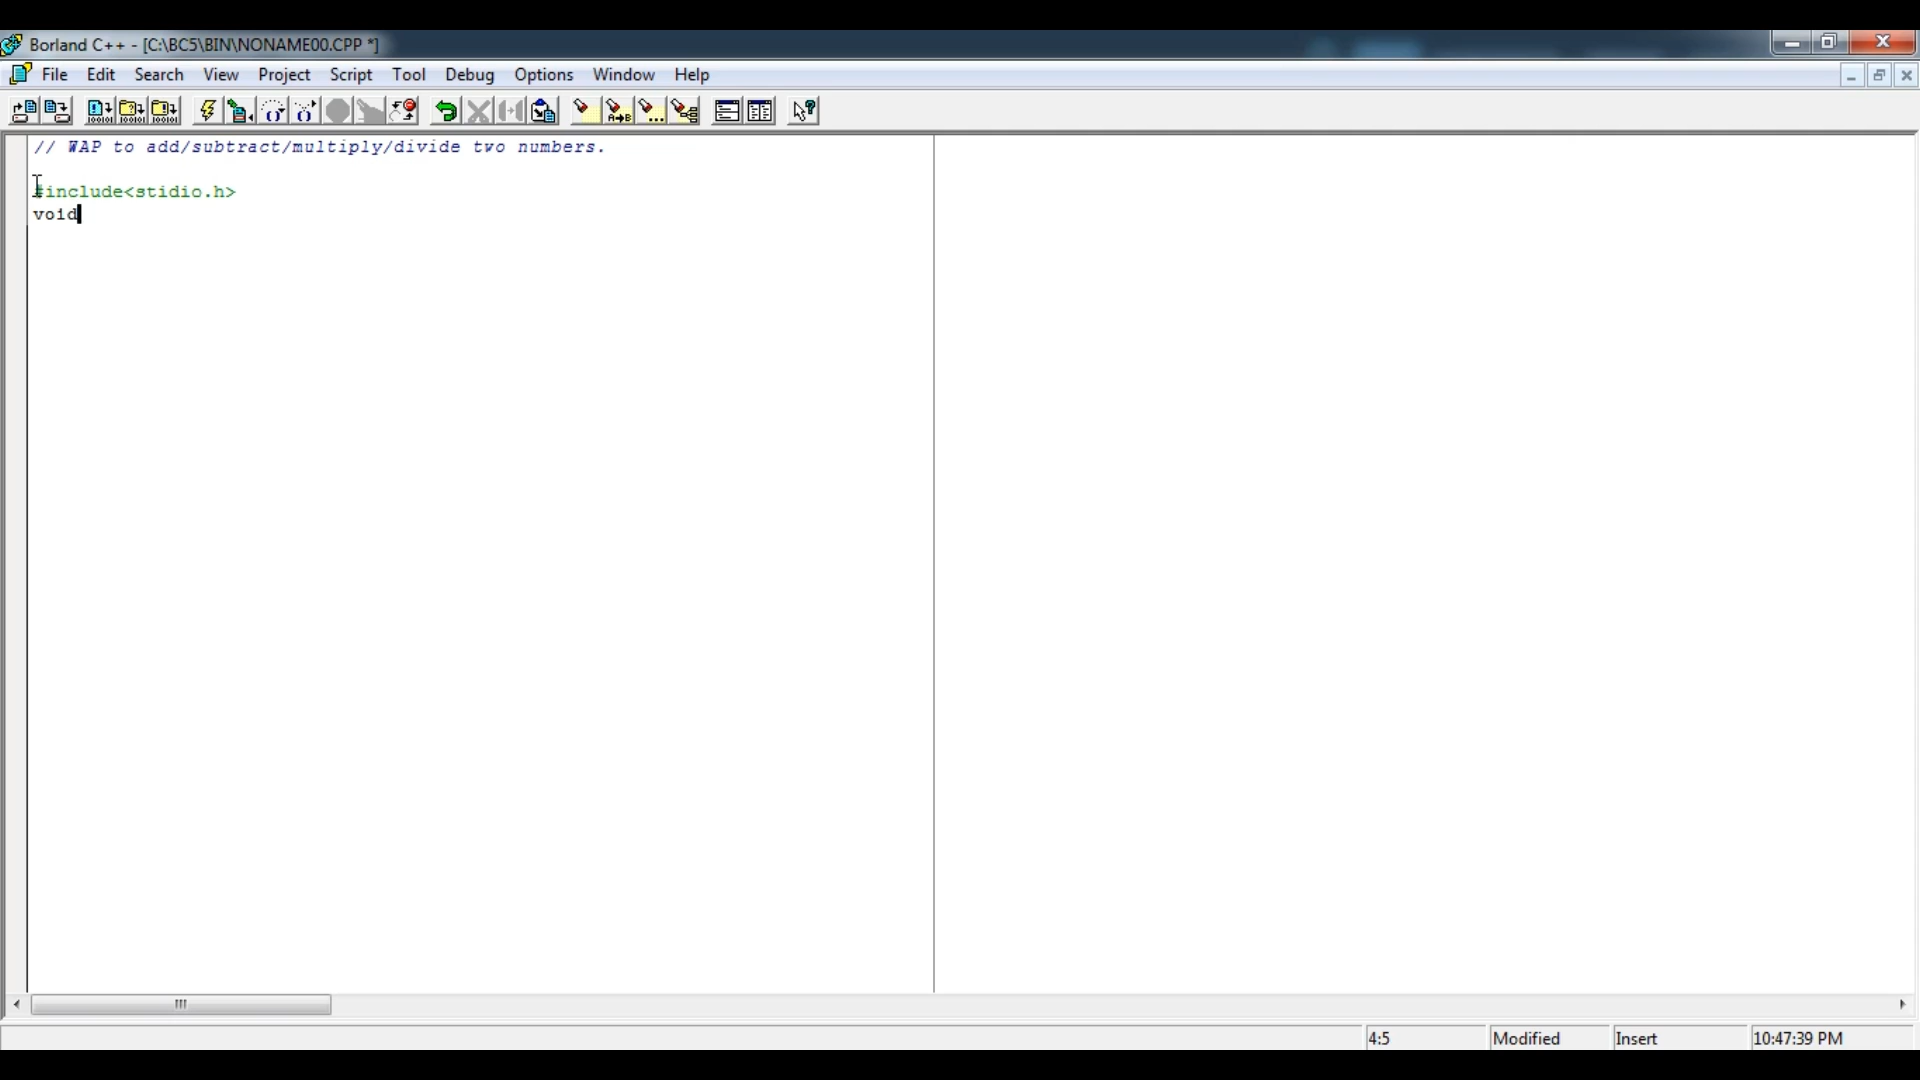 Borland C++ - [C:\BC5\BIN\NONAME00.CPP *]
File Edit Search View Project Script Tool Debug Options Window Help
// WAP to add/subtract/multiply/divide two numbers.
#include<stidio.h>
void
4:5 Modified Insert 10:47:39 PM